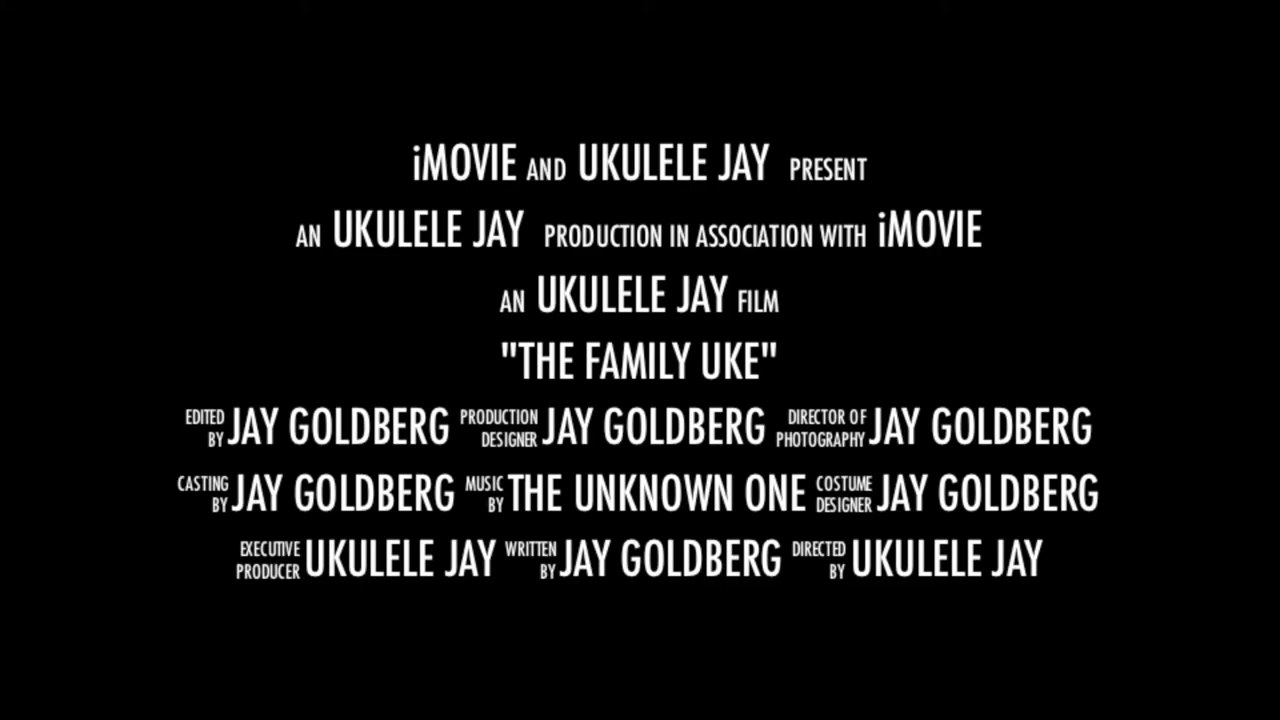 iMOVIE AND UKULELE JAY PRESENT
AN UKULELE JAY PRODUCTION IN ASSOCIATION WITH iMOVIE
AN UKULELE JAY FILM
"THE FAMILY UKE"
EDITED BY JAY GOLDBERG PRODUCTION DESIGNER JAY GOLDBERG DIRECTOR OF PHOTOGRAPHY JAY GOLDBERG
CASTING BY JAY GOLDBERG MUSIC BY THE UNKNOWN ONE COSTUME DESIGNER JAY GOLDBERG
EXECUTIVE PRODUCER UKULELE JAY WRITTEN BY JAY GOLDBERG DIRECTED BY UKULELE JAY